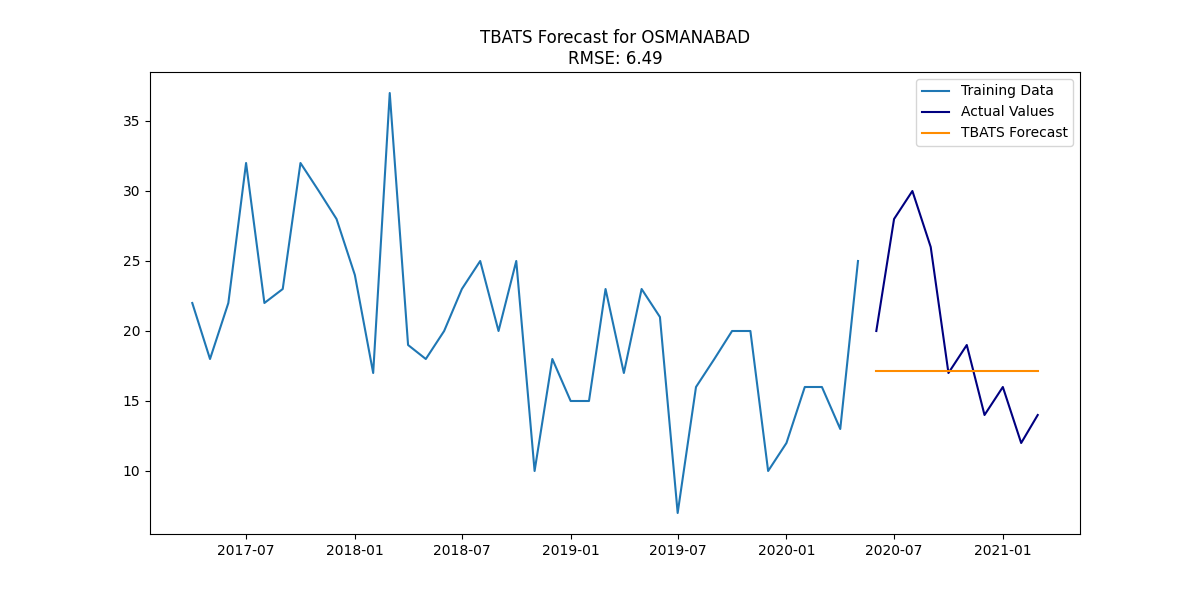 TBATS Forecast for OSMANABAD
RMSE: 6.49
Training Data
Actual Values
TBATS Forecast
35
30
25
20
15
10
2017-07 2018-01 2018-07 2019-01 2019-07 2020-01 2020-07 2021-01